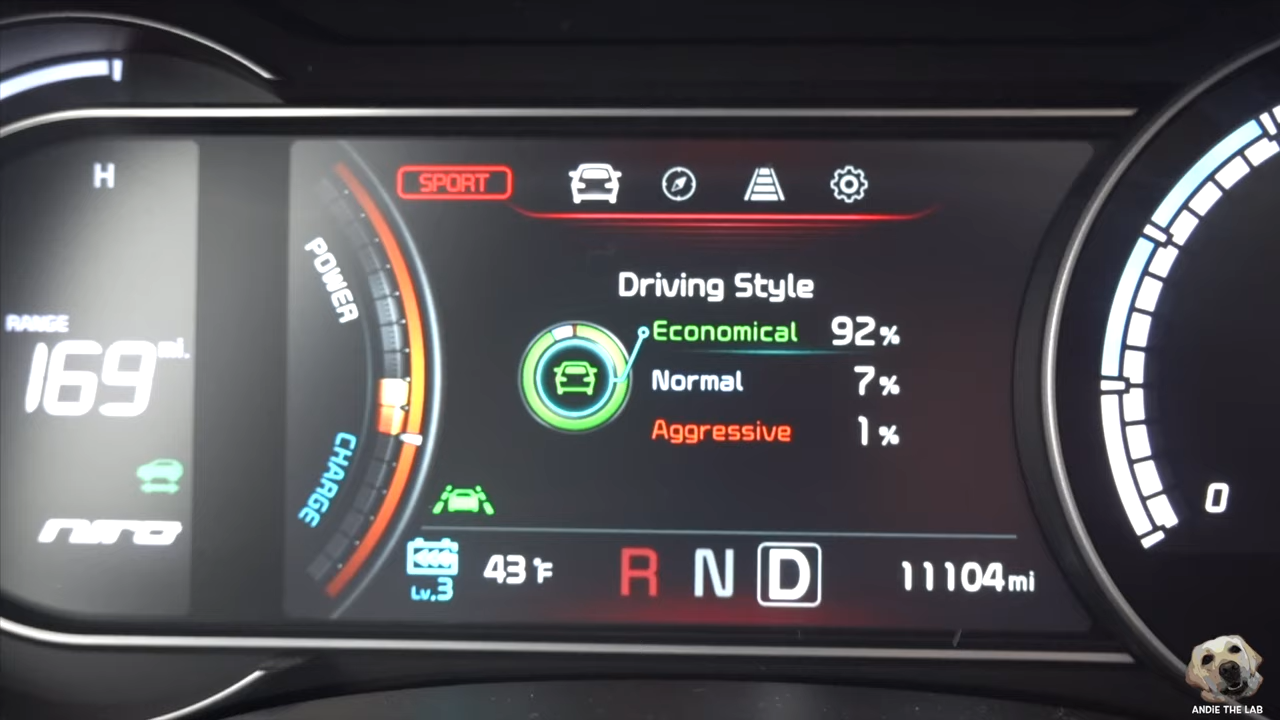 H
RANGE
169 mi.
niro
POWER
CHARGE
SPORT
Driving Style
Economical 92%
Normal 7%
Aggressive 1%
Lv.3
43°F
R N D
11104 mi
0
ANDIE THE LAB